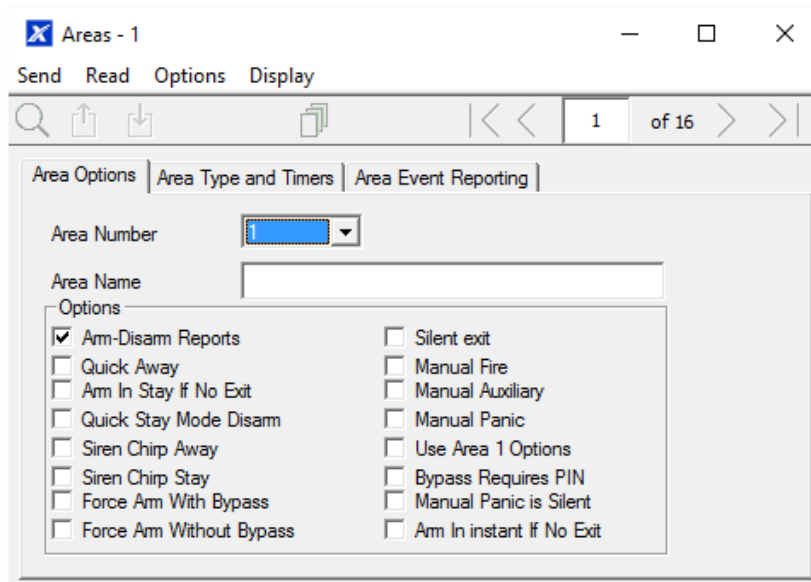 Areas - 1
Send Read Options Display
1 of 16
Area Options Area Type and Timers Area Event Reporting
Area Number 1
Area Name
Options
Arm-Disarm Reports Silent exit
Quick Away Manual Fire
Arm In Stay If No Exit Manual Auxiliary
Quick Stay Mode Disarm Manual Panic
Siren Chirp Away Use Area 1 Options
Siren Chirp Stay Bypass Requires PIN
Force Arm With Bypass Manual Panic is Silent
Force Arm Without Bypass Arm In instant If No Exit